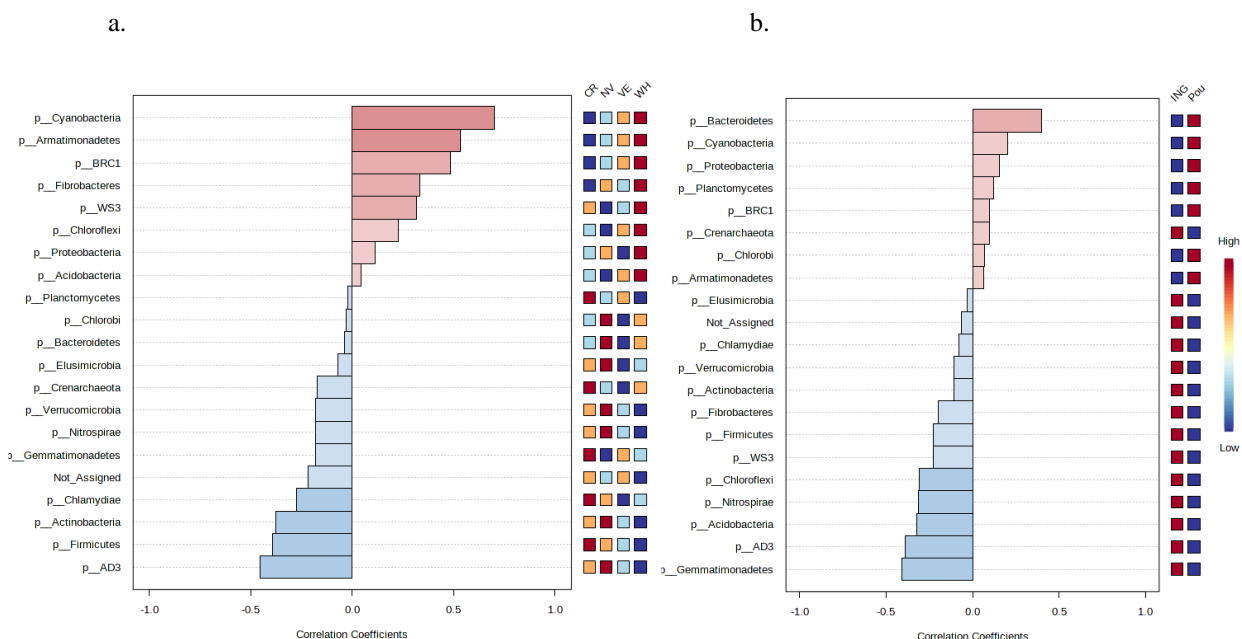 a.
CR NV VE WH
p__Cyanobacteria
p__Armatimonadetes
p__BRC1
p__Fibrobacteres
p__WS3
p__Chloroflexi
p__Proteobacteria
p__Acidobacteria
p__Planctomycetes
p__Chlorobi
p__Bacteroidetes
p__Elusimicrobia
p__Crenarchaeota
p__Verrucomicrobia
p__Nitrospirae
p__Gemmatimonadetes
Not_Assigned
p__Chlamydiae
p__Actinobacteria
p__Firmicutes
p__AD3
-1.0 -0.5 0.0 0.5 1.0
Correlation Coefficients
b.
ING Pou
p__Bacteroidetes
p__Cyanobacteria
p__Proteobacteria
p__Planctomycetes
p__BRC1
p__Crenarchaeota
p__Chlorobi
p__Armatimonadetes
p__Elusimicrobia
Not_Assigned
p__Chlamydiae
p__Verrucomicrobia
p__Actinobacteria
p__Fibrobacteres
p__Firmicutes
p__WS3
p__Chloroflexi
p__Nitrospirae
p__Acidobacteria
p__AD3
p__Gemmatimonadetes
-1.0 -0.5 0.0 0.5 1.0
Correlation Coefficients
High
Low